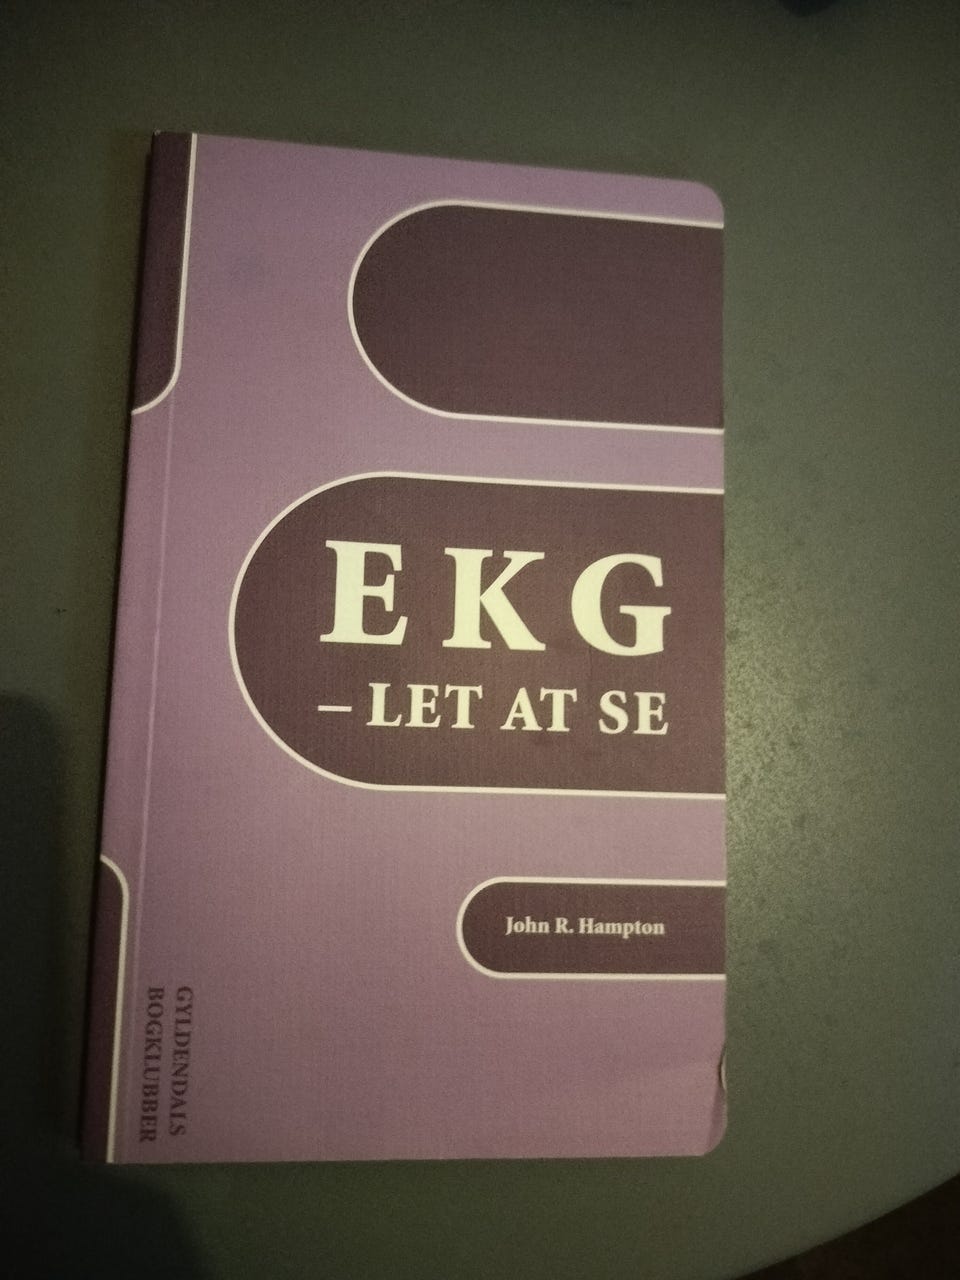 EKG
– LET AT SE
John R. Hampton
GYLDENDALS
BOGKLUBBER